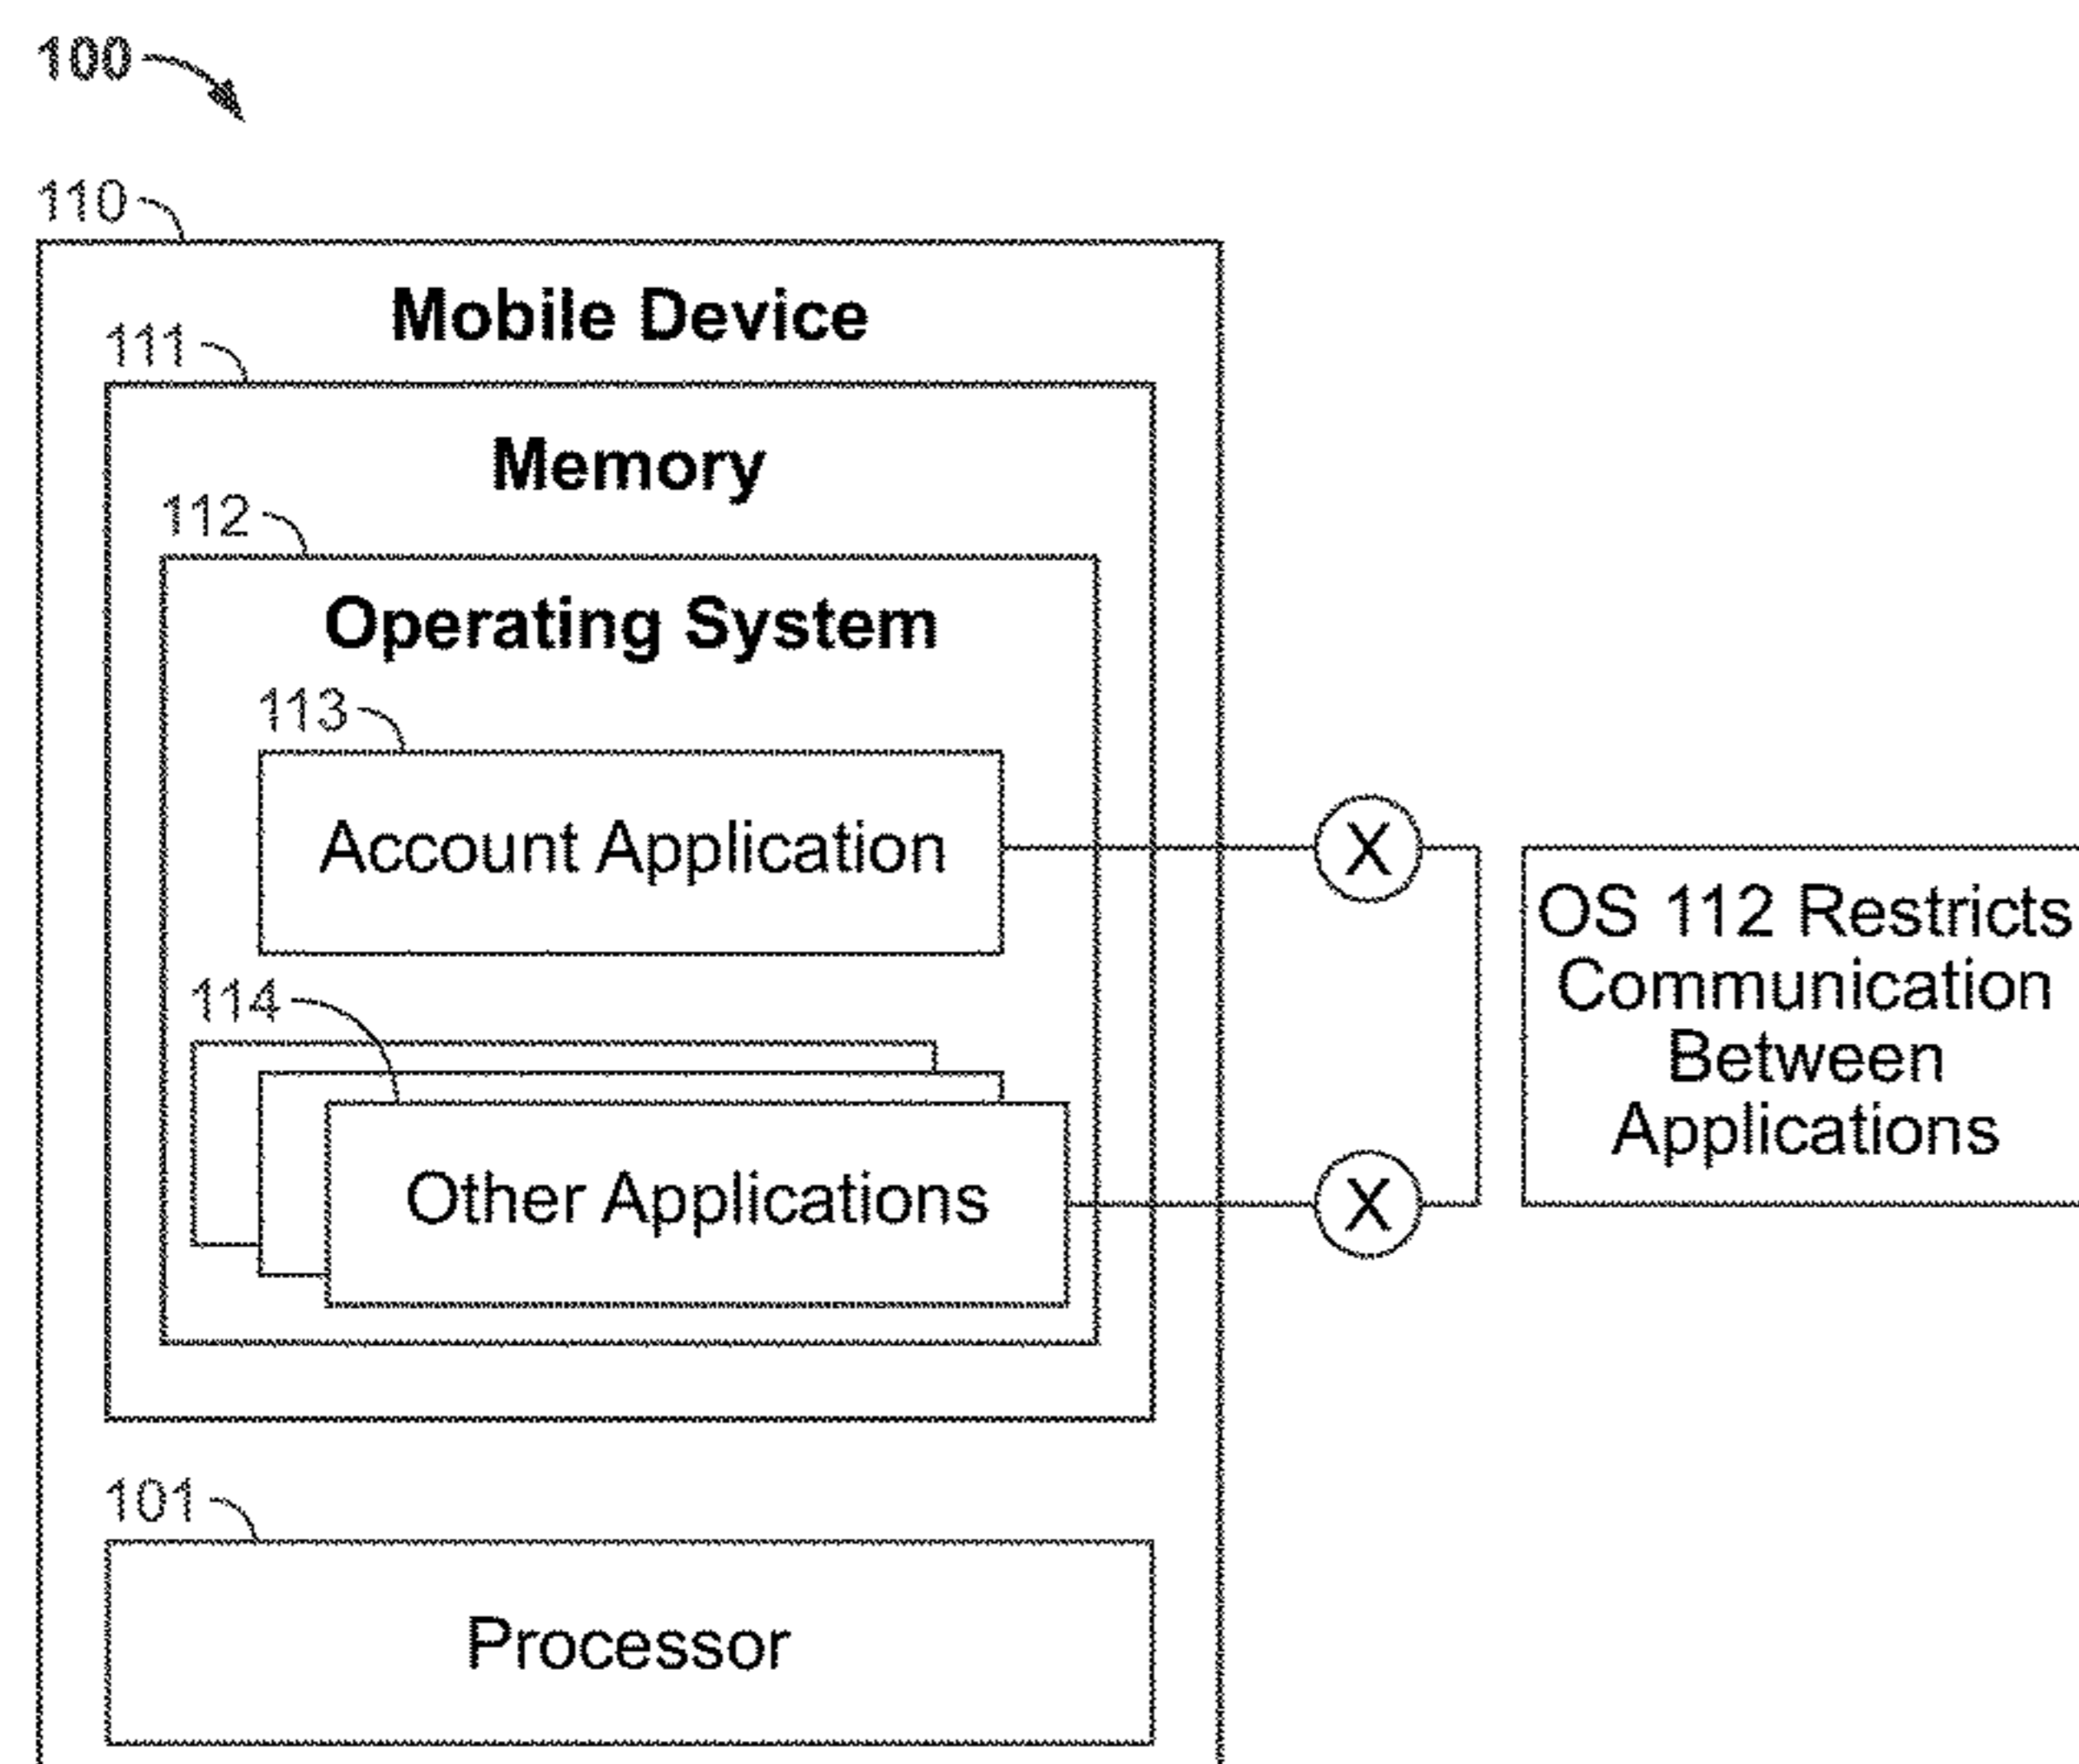 100
110
Mobile Device
111
Memory
112
Operating System
113
Account Application
X
OS 112 Restricts
Communication
Between
Applications
114
Other Applications
X
101
Processor